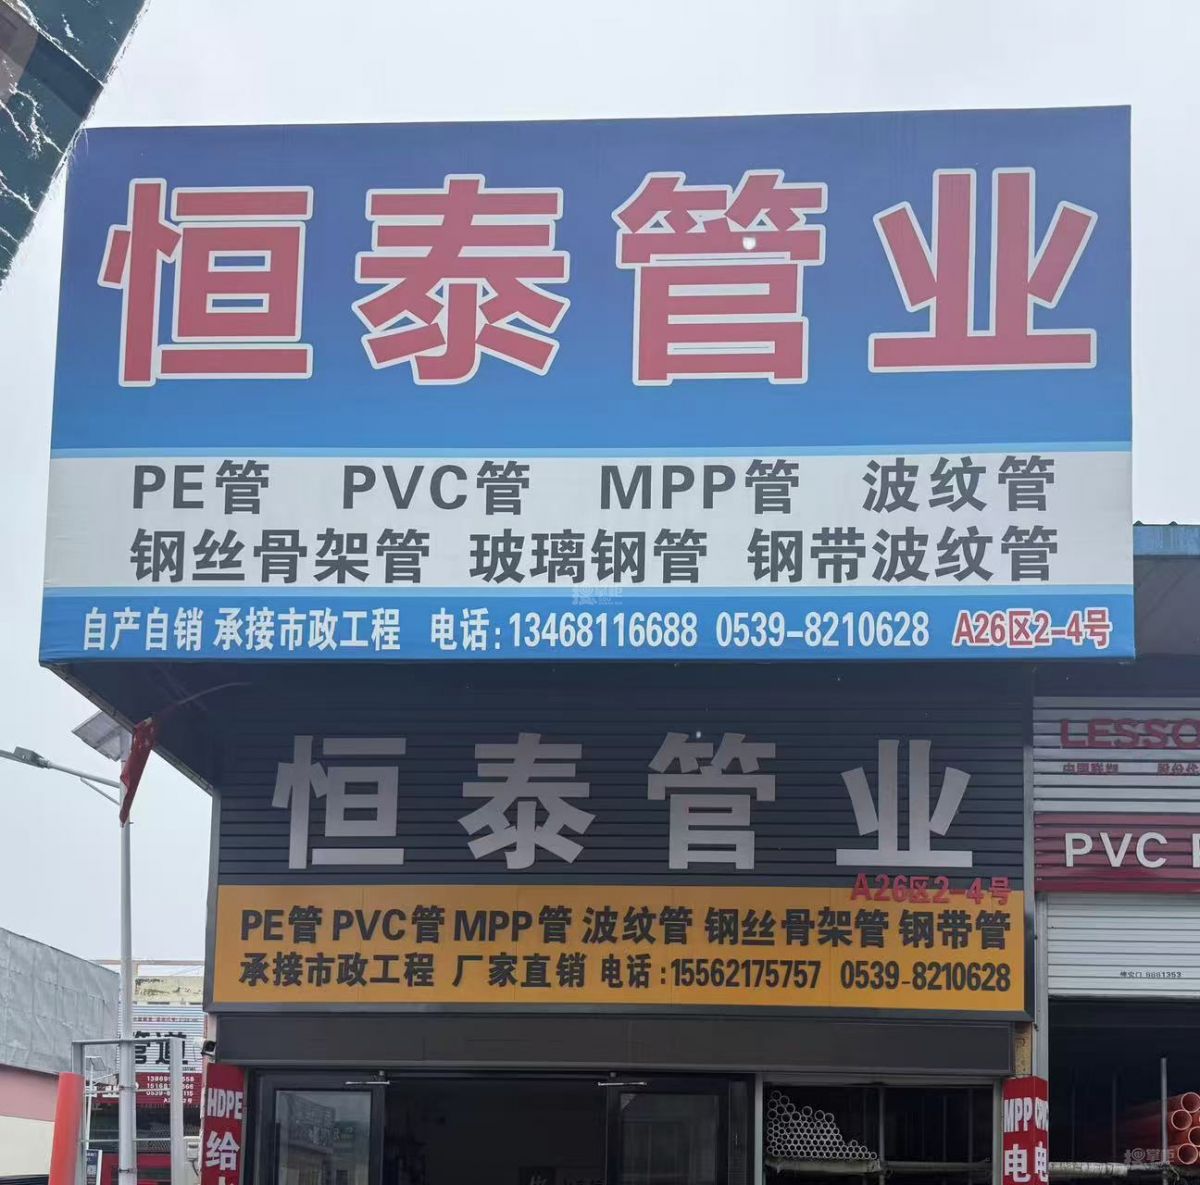 恒泰管业
PE管 PVC管 MPP管 波纹管
钢丝骨架管 玻璃钢管 钢带波纹管
自产自销 承接市政工程 电话:13468116688 0539-8210628 A26区2-4号
恒泰管业
A26区2-4号
PE管 PVC管 MPP管 波纹管 钢丝骨架管 钢带管
承接市政工程 厂家直销 电话:15562175757 0539-8210628
LESSO
PVC
管道
HDPE
给
MPP
电
电